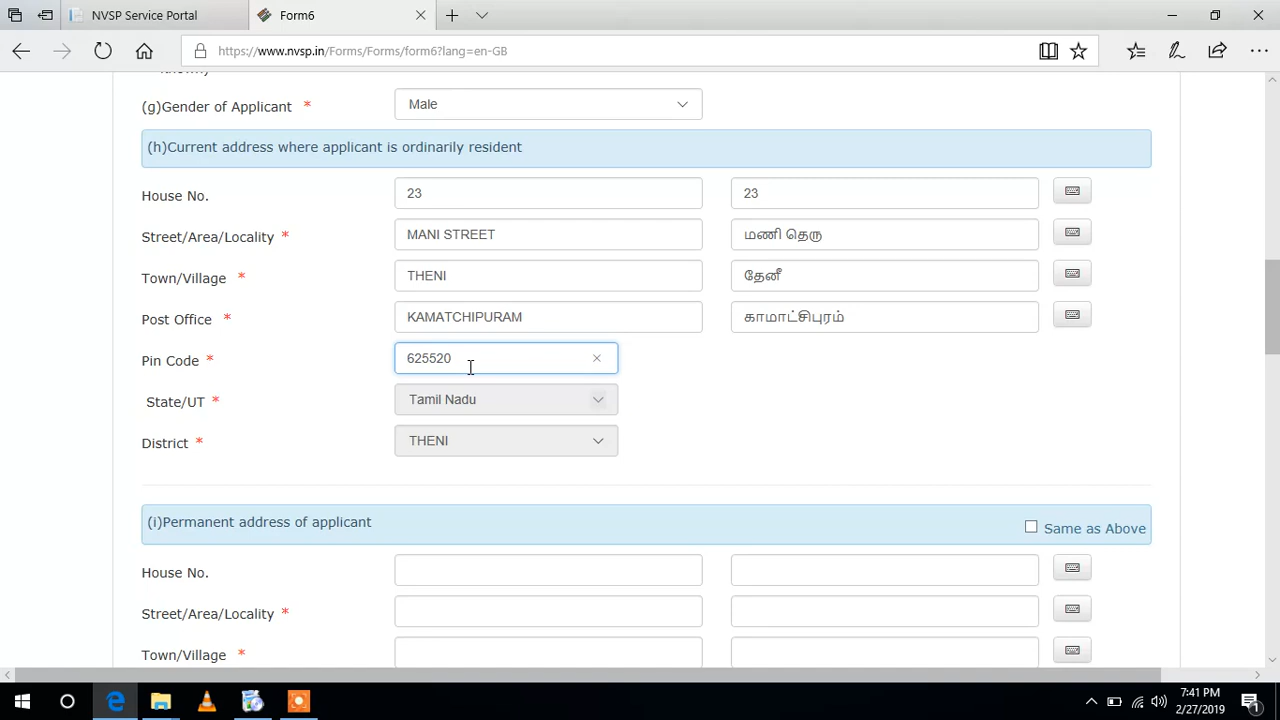 NVSP Service Portal
Form6
https://www.nvsp.in/Forms/Forms/form6?lang=en-GB
(g)Gender of Applicant * Male
(h)Current address where applicant is ordinarily resident
House No. 23 23
Street/Area/Locality * MANI STREET மணி தெரு
Town/Village * THENI தேனீ
Post Office * KAMATCHIPURAM காமாட்சிபுரம்
Pin Code * 625520
State/UT * Tamil Nadu
District * THENI
(i)Permanent address of applicant Same as Above
House No.
Street/Area/Locality *
Town/Village *
7:41 PM
2/27/2019
1